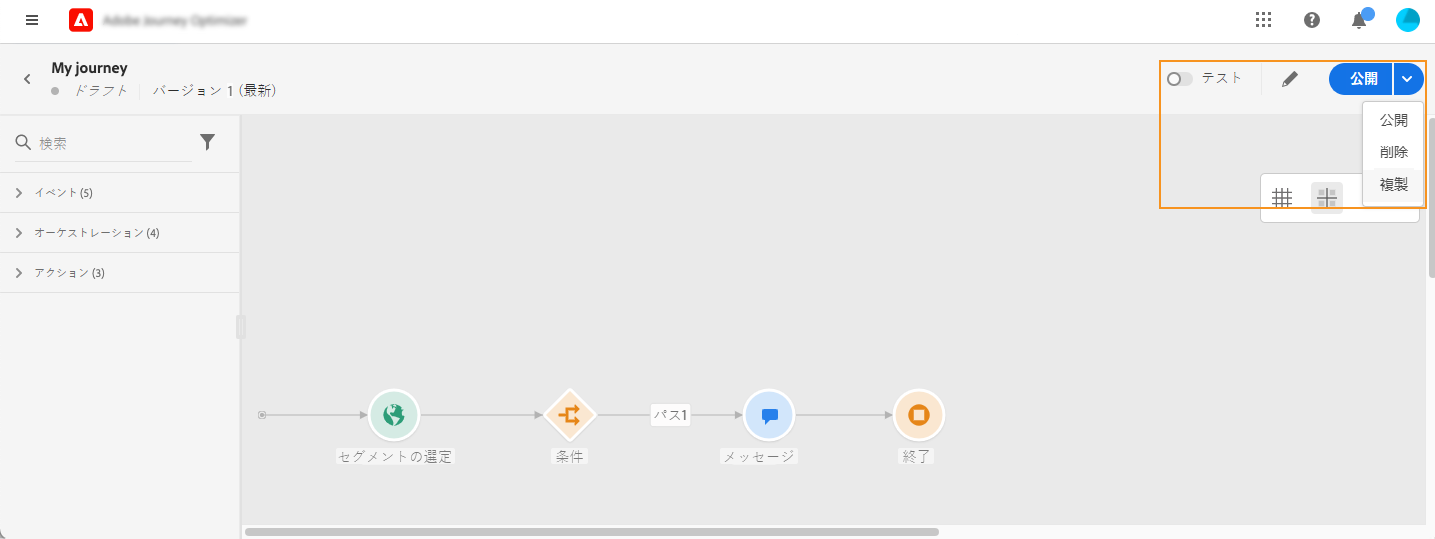 Adobe Journey Optimizer
My journey
ドラフト バージョン 1 (最新)
テスト 公開
公開
削除
複製
検索
イベント (5)
オーケストレーション (4)
アクション (3)
パス1
セグメントの選定 条件 メッセージ 終了